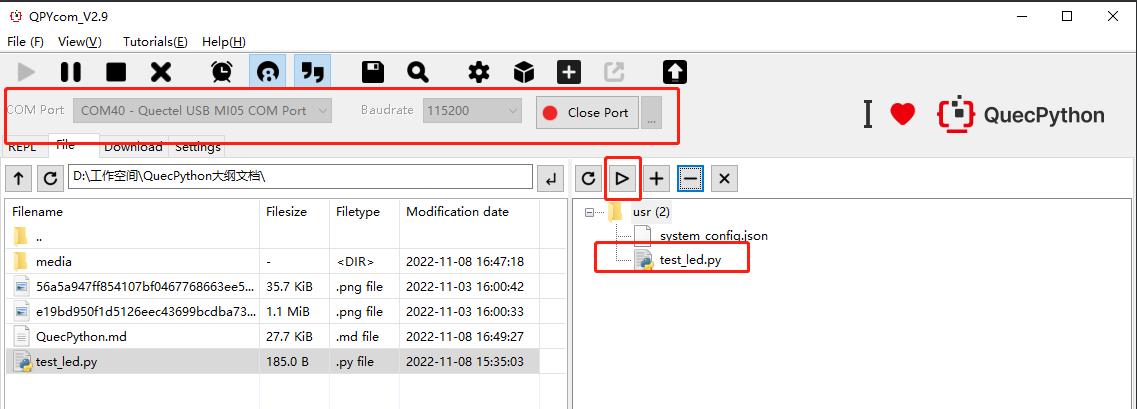 QPYcom_V2.9
File (F) View(V) Tutorials(E) Help(H)
COM Port COM40 - Quectel USB MI05 COM Port Baudrate 115200 Close Port ...
I QuecPython
REPL File Download Settings
D:\工作空间\QuecPython大纲文档\
Filename Filesize Filetype Modification date
..
media - <DIR> 2022-11-08 16:47:18
56a5a947ff854107bf0467768663ee5... 35.7 KiB .png file 2022-11-03 16:00:42
e19bd950f1d5126eec43699bcdba73... 1.1 MiB .png file 2022-11-03 16:00:33
QuecPython.md 27.7 KiB .md file 2022-11-08 16:49:27
test_led.py 185.0 B .py file 2022-11-08 15:35:03
usr (2)
system_config.json
test_led.py